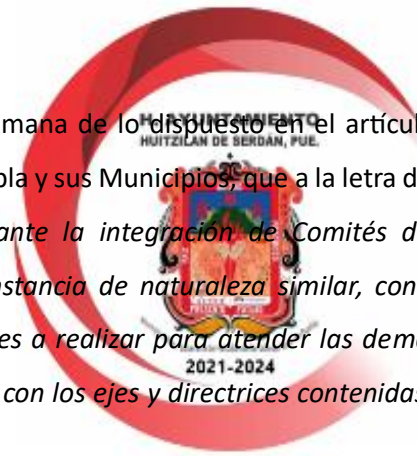 mana de lo dispuesto en el artícul
H. AYUNTAMIENTO
HUITZILAN DE SERDÁN, PUE.
bla y sus Municipios, que a la letra d
ante la integración de Comités d
nstancia de naturaleza similar, con
es a realizar para atender las dema
2021-2024
con los ejes y directrices contenidas